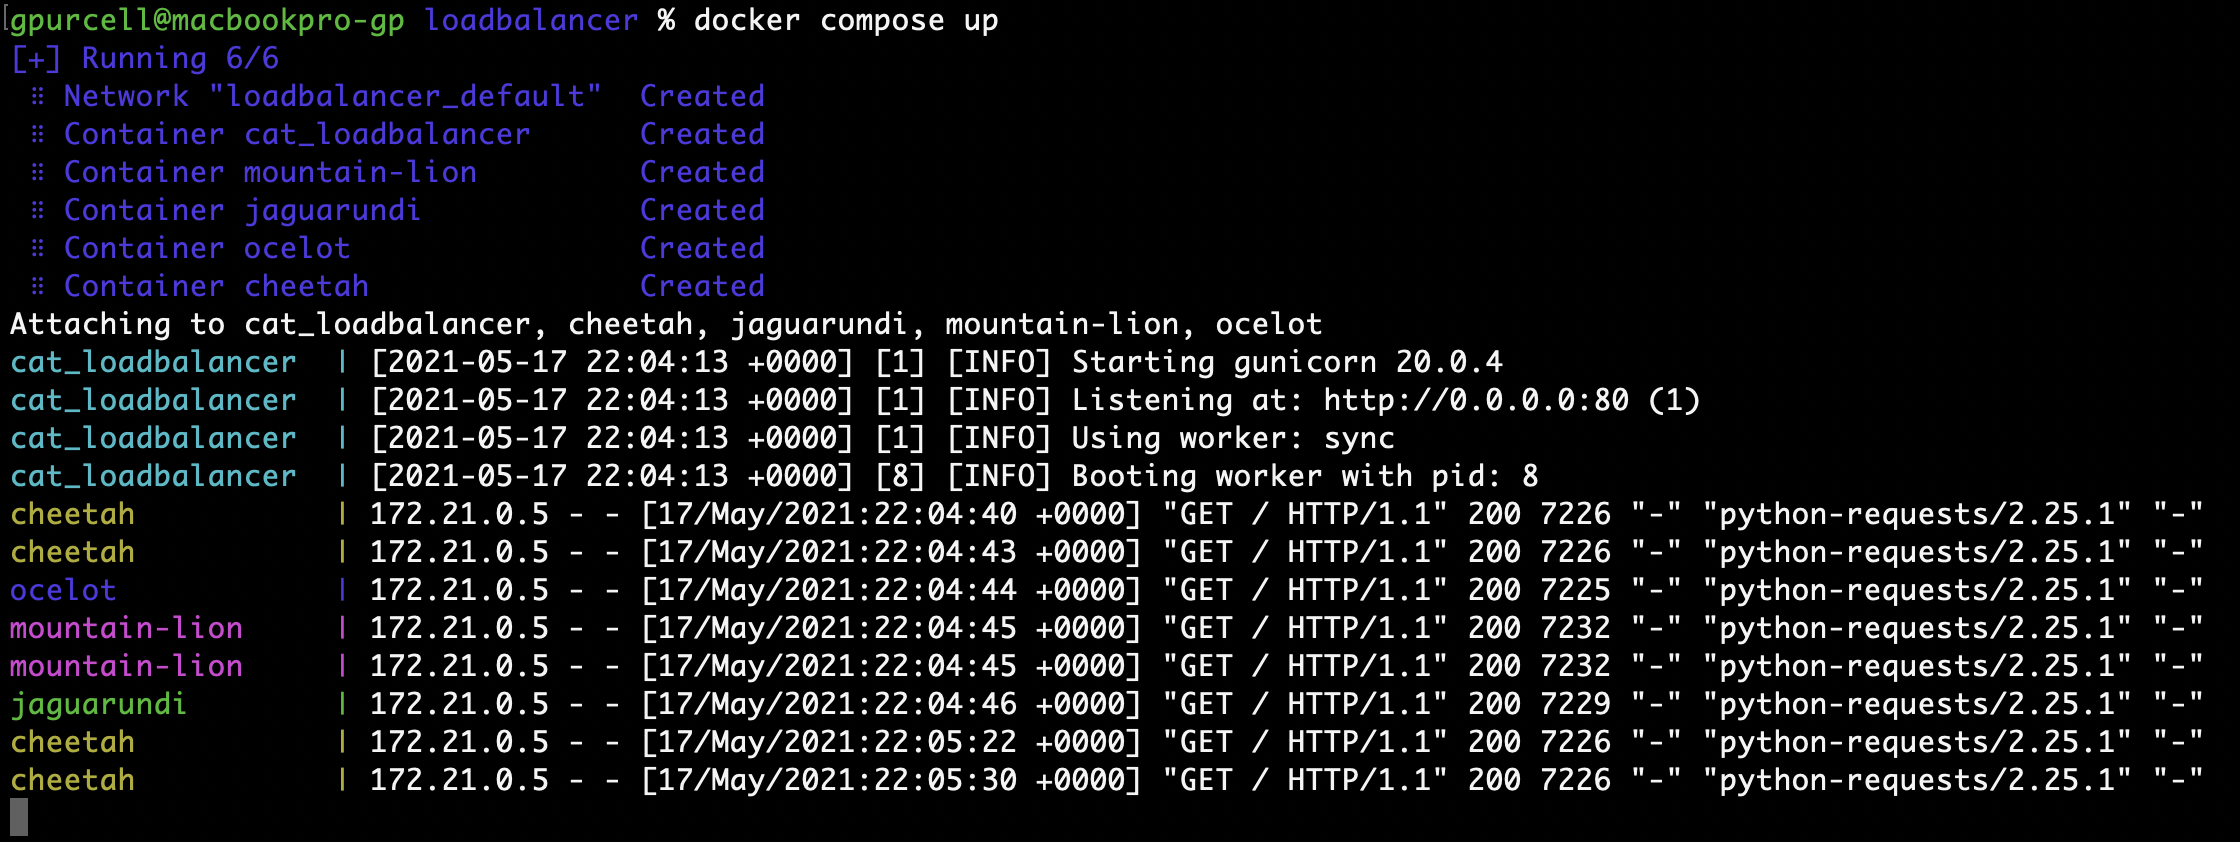 gpurcell@macbookpro-gp loadbalancer % docker compose up
[+] Running 6/6
⠿ Network "loadbalancer_default"  Created
⠿ Container cat_loadbalancer      Created
⠿ Container mountain-lion         Created
⠿ Container jaguarundi            Created
⠿ Container ocelot                Created
⠿ Container cheetah               Created
Attaching to cat_loadbalancer, cheetah, jaguarundi, mountain-lion, ocelot
cat_loadbalancer  | [2021-05-17 22:04:13 +0000] [1] [INFO] Starting gunicorn 20.0.4
cat_loadbalancer  | [2021-05-17 22:04:13 +0000] [1] [INFO] Listening at: http://0.0.0.0:80 (1)
cat_loadbalancer  | [2021-05-17 22:04:13 +0000] [1] [INFO] Using worker: sync
cat_loadbalancer  | [2021-05-17 22:04:13 +0000] [8] [INFO] Booting worker with pid: 8
cheetah           | 172.21.0.5 - - [17/May/2021:22:04:40 +0000] "GET / HTTP/1.1" 200 7226 "-" "python-requests/2.25.1" "-"
cheetah           | 172.21.0.5 - - [17/May/2021:22:04:43 +0000] "GET / HTTP/1.1" 200 7226 "-" "python-requests/2.25.1" "-"
ocelot            | 172.21.0.5 - - [17/May/2021:22:04:44 +0000] "GET / HTTP/1.1" 200 7225 "-" "python-requests/2.25.1" "-"
mountain-lion     | 172.21.0.5 - - [17/May/2021:22:04:45 +0000] "GET / HTTP/1.1" 200 7232 "-" "python-requests/2.25.1" "-"
mountain-lion     | 172.21.0.5 - - [17/May/2021:22:04:45 +0000] "GET / HTTP/1.1" 200 7232 "-" "python-requests/2.25.1" "-"
jaguarundi        | 172.21.0.5 - - [17/May/2021:22:04:46 +0000] "GET / HTTP/1.1" 200 7229 "-" "python-requests/2.25.1" "-"
cheetah           | 172.21.0.5 - - [17/May/2021:22:05:22 +0000] "GET / HTTP/1.1" 200 7226 "-" "python-requests/2.25.1" "-"
cheetah           | 172.21.0.5 - - [17/May/2021:22:05:30 +0000] "GET / HTTP/1.1" 200 7226 "-" "python-requests/2.25.1" "-"